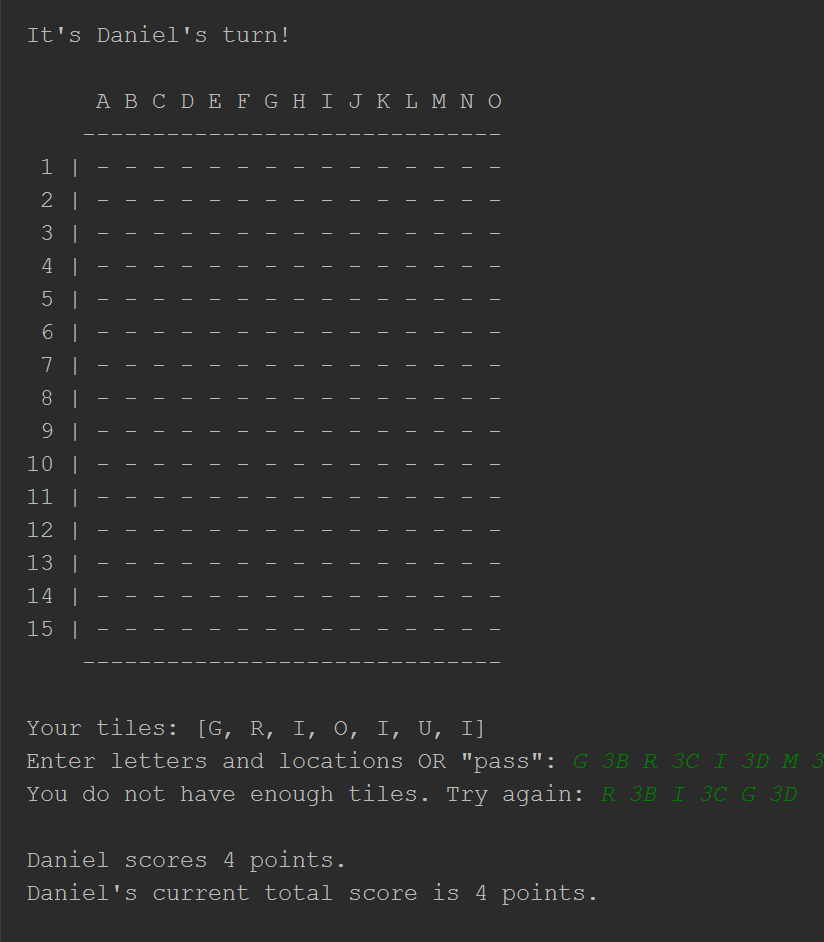 It's Daniel's turn!
A B C D E F G H I J K L M N O
------------------------------
1 | - - - - - - - - - - - - - - -
2 | - - - - - - - - - - - - - - -
3 | - - - - - - - - - - - - - - -
4 | - - - - - - - - - - - - - - -
5 | - - - - - - - - - - - - - - -
6 | - - - - - - - - - - - - - - -
7 | - - - - - - - - - - - - - - -
8 | - - - - - - - - - - - - - - -
9 | - - - - - - - - - - - - - - -
10 | - - - - - - - - - - - - - - -
11 | - - - - - - - - - - - - - - -
12 | - - - - - - - - - - - - - - -
13 | - - - - - - - - - - - - - - -
14 | - - - - - - - - - - - - - - -
15 | - - - - - - - - - - - - - - -
------------------------------
Your tiles: [G, R, I, O, I, U, I]
Enter letters and locations OR "pass": G 3B R 3C I 3D M 3
You do not have enough tiles. Try again: R 3B I 3C G 3D
Daniel scores 4 points.
Daniel's current total score is 4 points.